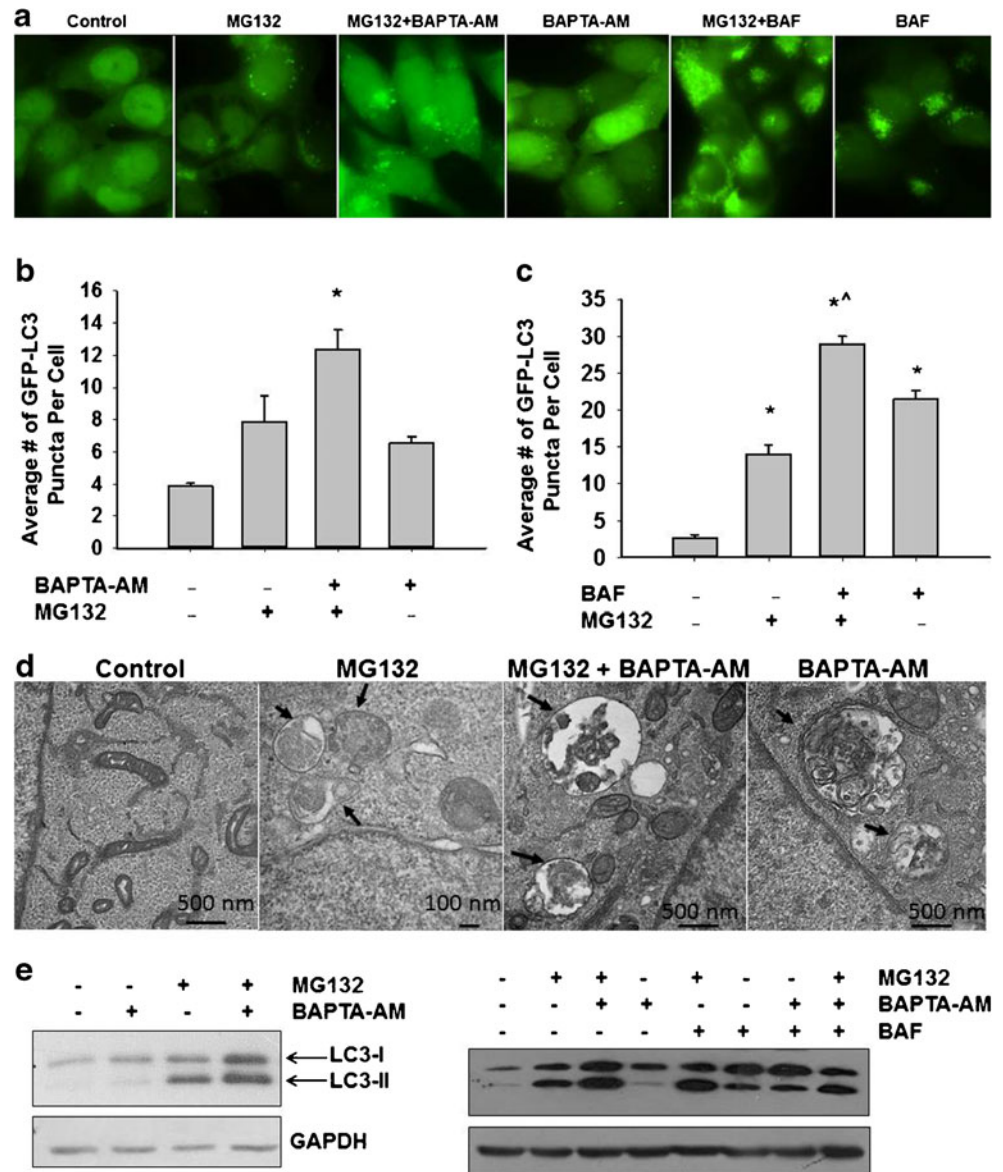 a
Control MG132 MG132+BAPTA-AM BAPTA-AM MG132+BAF BAF
b
Average # of GFP-LC3
Puncta Per Cell
16
14
12
10
8
6
4
2
0
*
BAPTA-AM - - + +
MG132 - + + -
c
Average # of GFP-LC3
Puncta Per Cell
35
30
25
20
15
10
5
0
* *^ *
BAF - - + +
MG132 - + + -
d
Control MG132 MG132 + BAPTA-AM BAPTA-AM
500 nm 100 nm 500 nm 500 nm
e
- - + + MG132
- + - + BAPTA-AM
LC3-I
LC3-II
GAPDH
- + + - + - - + MG132
- - + + - - + + BAPTA-AM
- - - - + + + + BAF